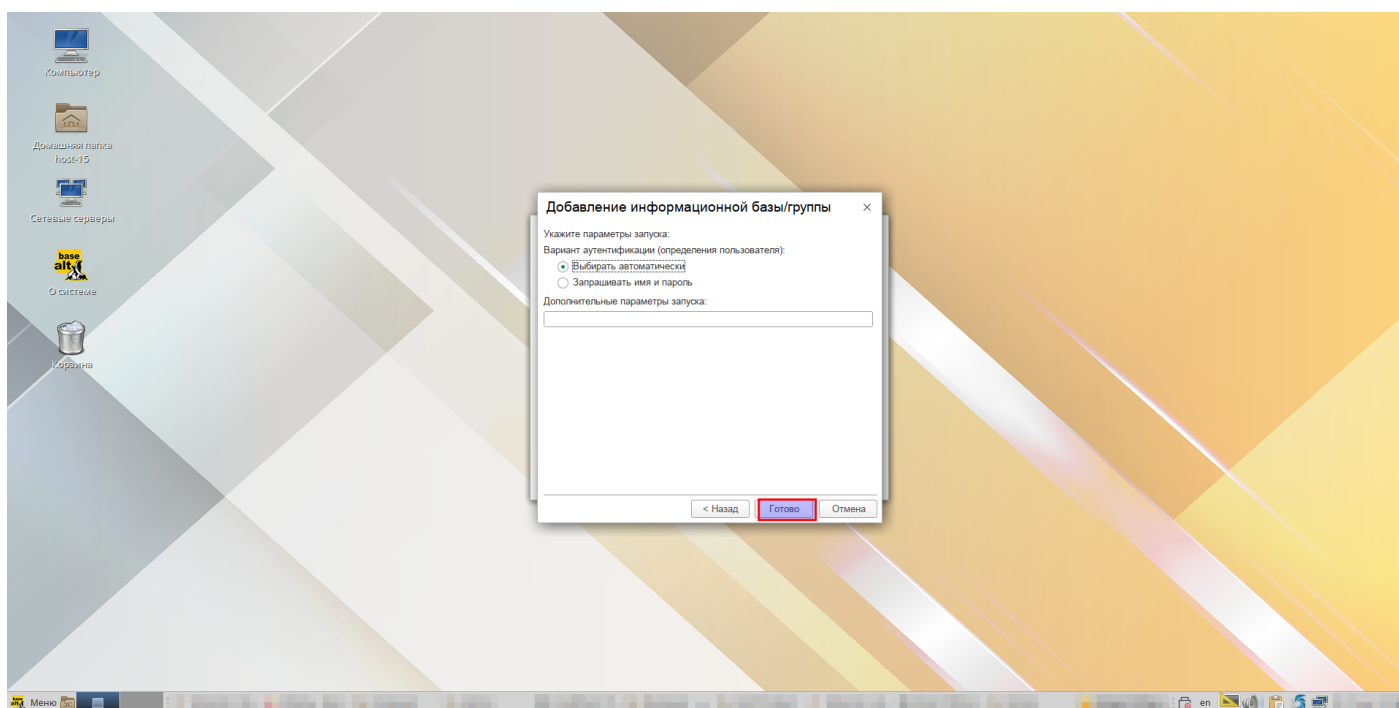 Компьютер
Домашняя папка
host-15
Сетевые серверы
base
alt
О системе
Корзина
Добавление информационной базы/группы
Укажите параметры запуска:
Вариант аутентификации (определения пользователя):
Выбирать автоматически
Запрашивать имя и пароль
Дополнительные параметры запуска:
< Назад
Готово
Отмена
Меню
en